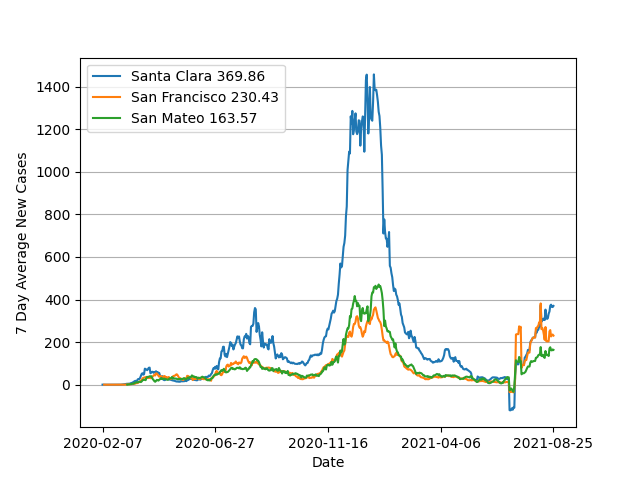 Santa Clara 369.86
San Francisco 230.43
San Mateo 163.57
7 Day Average New Cases
1400
1200
1000
800
600
400
200
0
2020-02-07 2020-06-27 2020-11-16 2021-04-06 2021-08-25
Date